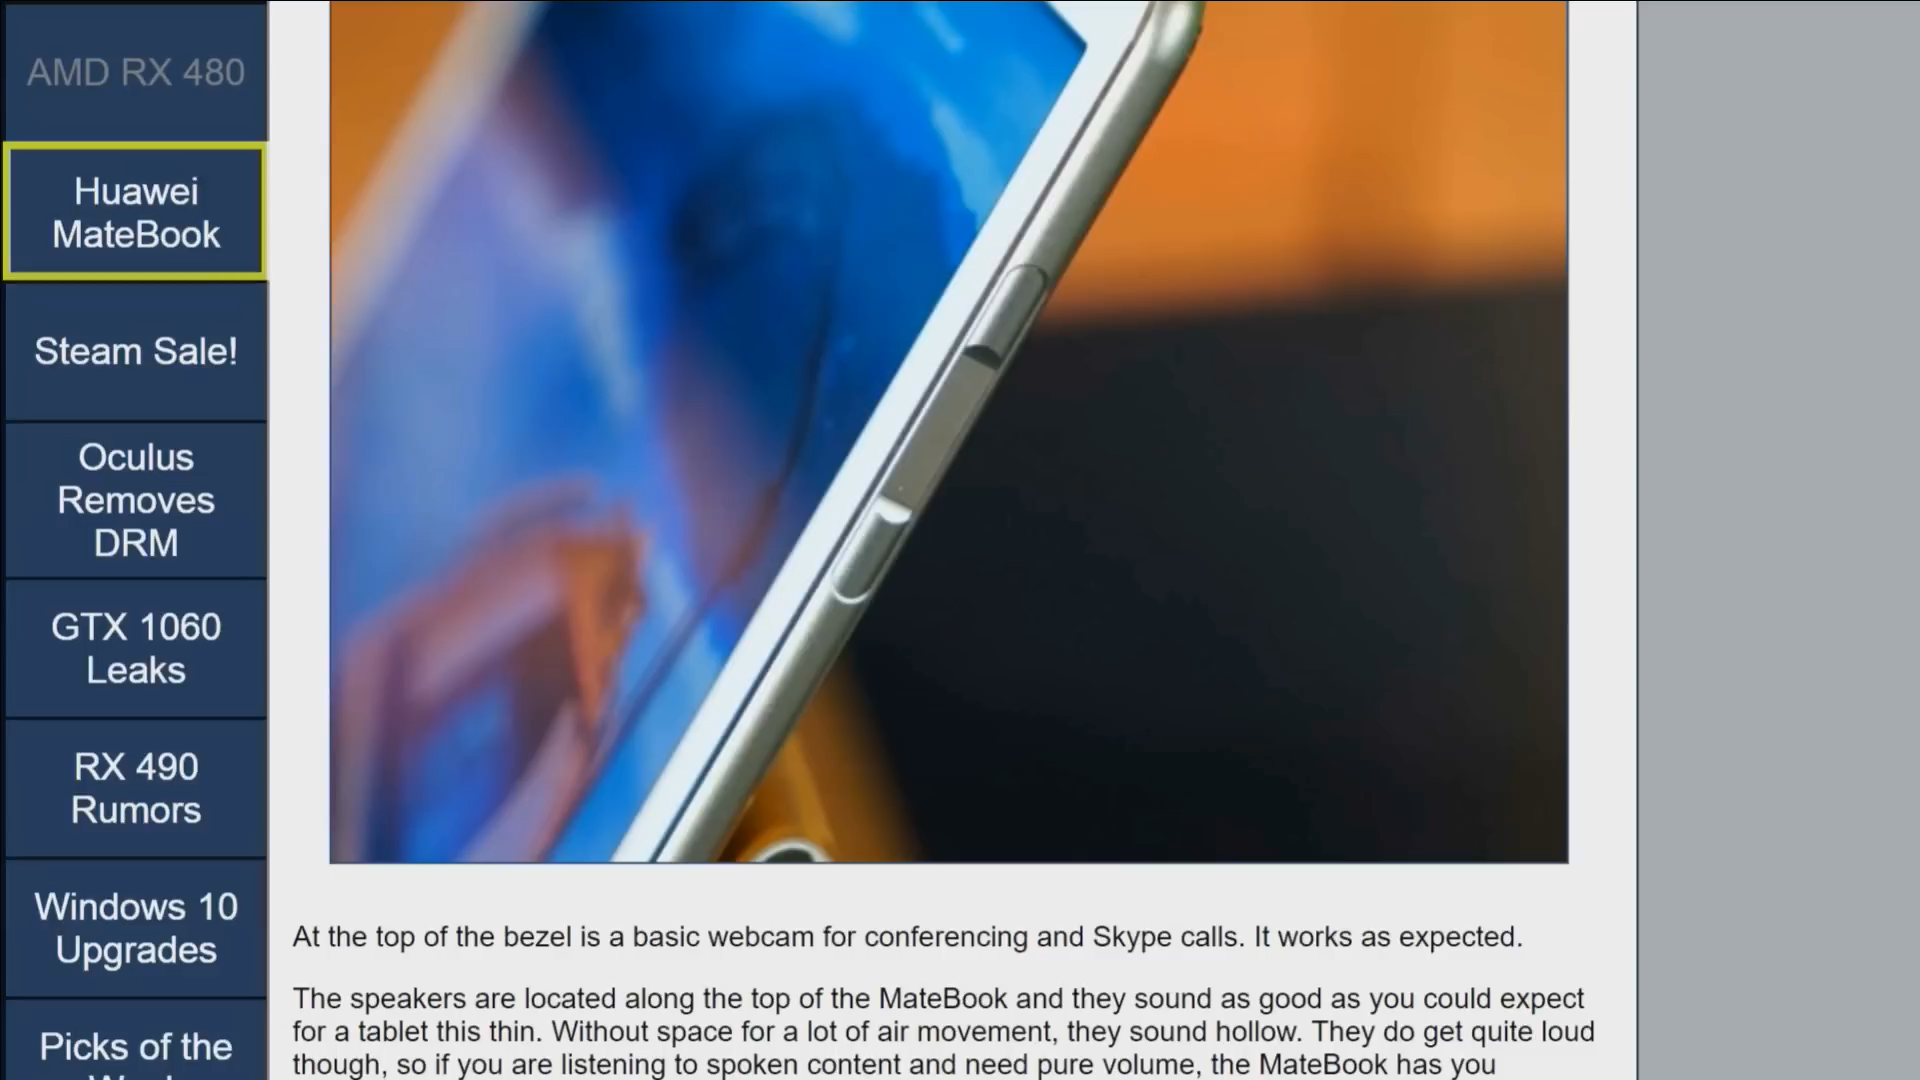 AMD RX 480
Huawei
MateBook
Steam Sale!
Oculus
Removes
DRM
GTX 1060
Leaks
RX 490
Rumors
Windows 10
Upgrades
Picks of the
At the top of the bezel is a basic webcam for conferencing and Skype calls. It works as expected.
The speakers are located along the top of the MateBook and they sound as good as you could expect
for a tablet this thin. Without space for a lot of air movement, they sound hollow. They do get quite loud
though, so if you are listening to spoken content and need pure volume, the MateBook has you